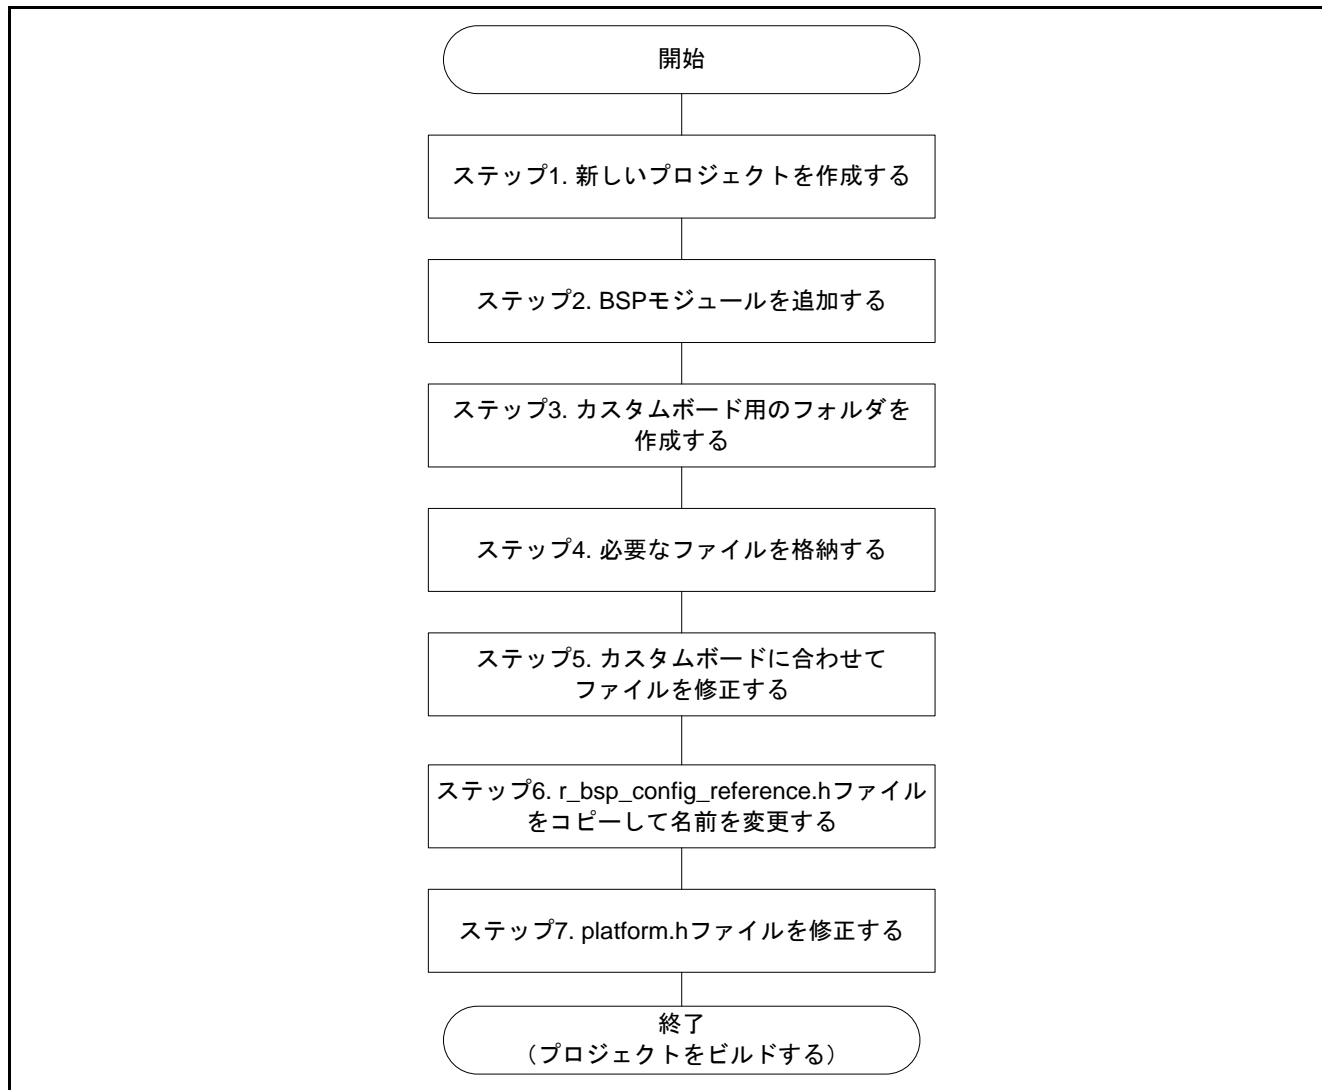 開始
ステップ1. 新しいプロジェクトを作成する
ステップ2. BSPモジュールを追加する
ステップ3. カスタムボード用のフォルダを
作成する
ステップ4. 必要なファイルを格納する
ステップ5. カスタムボードに合わせて
ファイルを修正する
ステップ6. r_bsp_config_reference.hファイル
をコピーして名前を変更する
ステップ7. platform.hファイルを修正する
終了
（プロジェクトをビルドする）